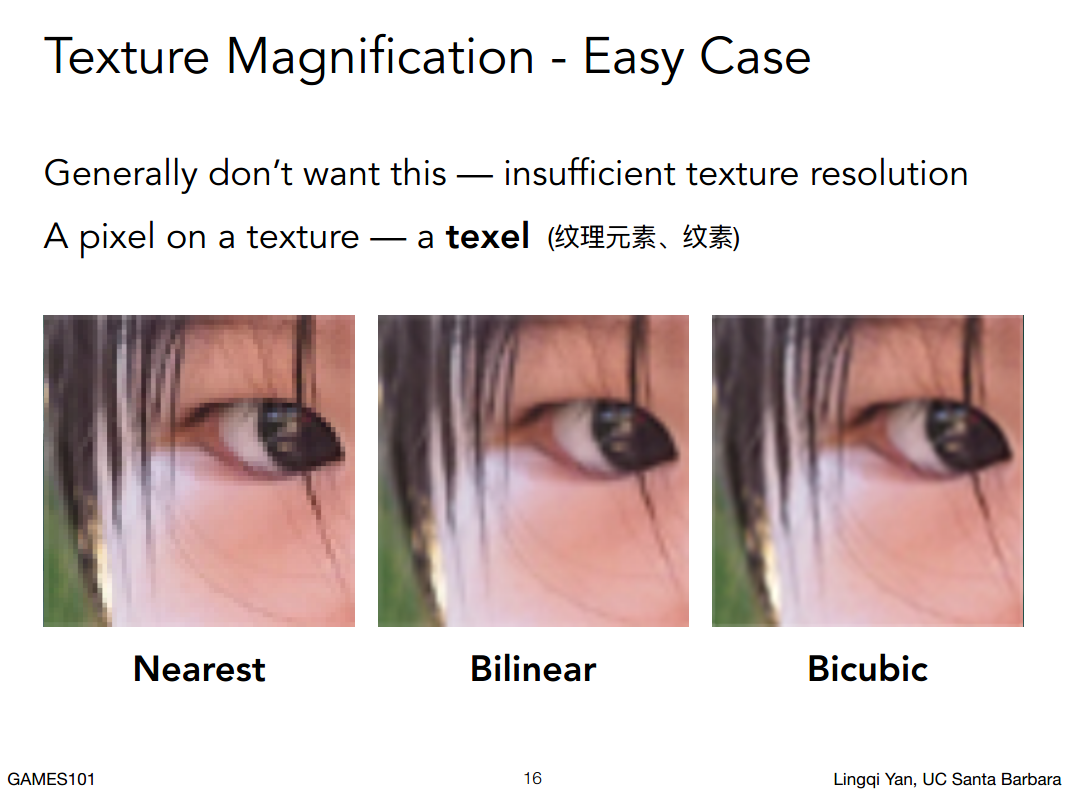 Texture Magnification - Easy Case
Generally don’t want this — insufficient texture resolution
A pixel on a texture — a texel (纹理元素、纹素)
Nearest
Bilinear
Bicubic
GAMES101
16
Lingqi Yan, UC Santa Barbara